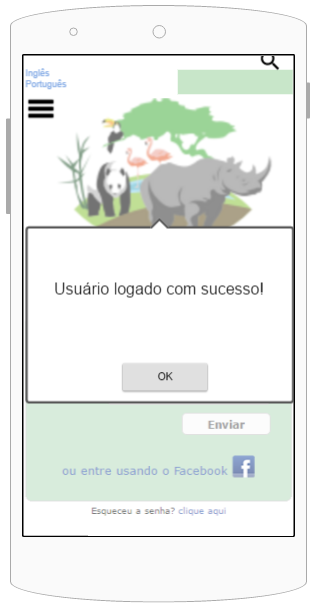 Inglês
Português
Usuário logado com sucesso!
OK
Enviar
ou entre usando o Facebook
Esqueceu a senha? clique aqui